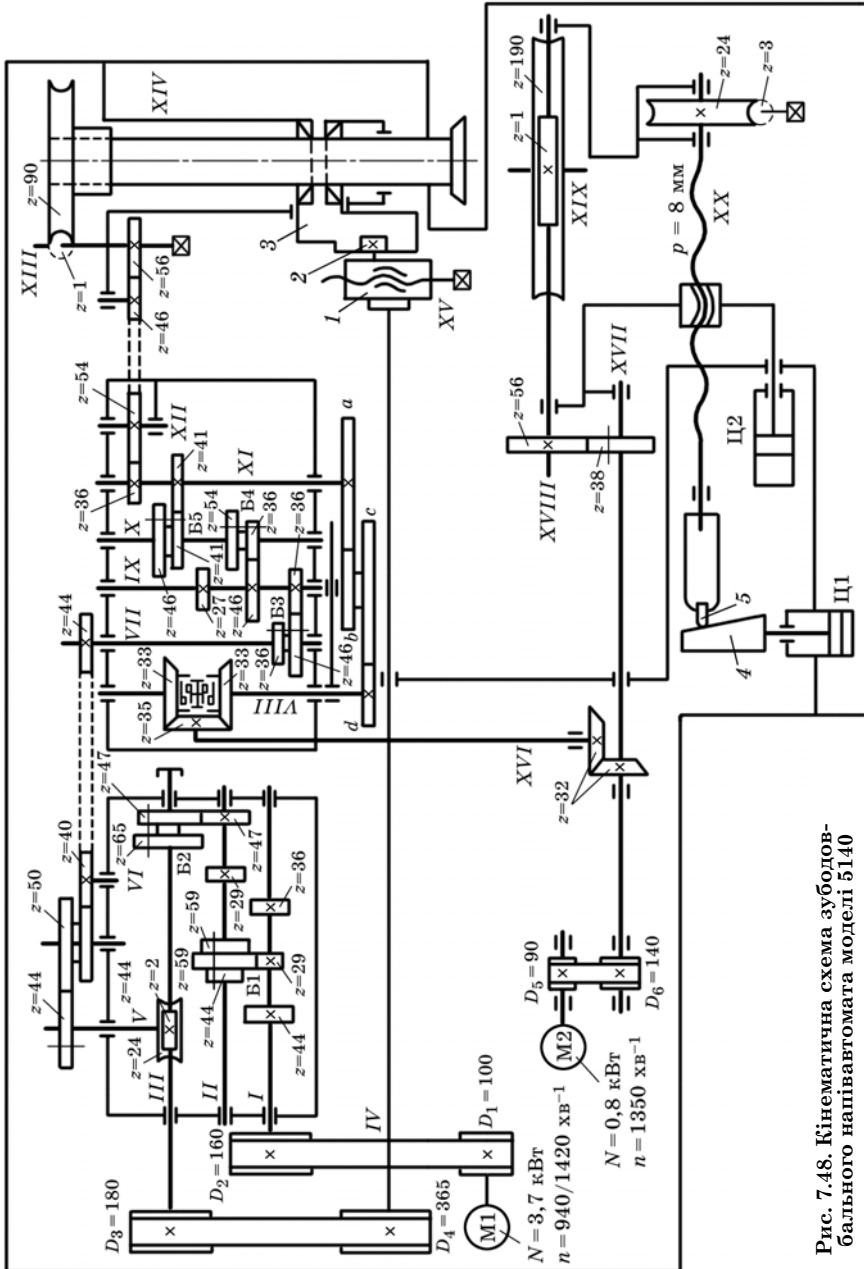 z=90
XIV
XIII
z=1
z=56
z=46
3
2
1
XV
z=190
z=1
XIX
z=24
z=3
p = 8 мм
XX
z=54
z=36
XII
z=41
XI
a
X
Б5
z=54
Б4
z=36
z=36
c
IX
z=46
z=41
z=27
z=46
z=44
VII
Б3
b
z=33
z=33
z=36
z=46
z=35
VIII
d
z=56
XVII
XVIII
z=38
Ц2
5
4
Ц1
z=47
z=65
Б2
z=40
VI
z=50
z=44
z=44
V
z=2
z=59
z=24
III
z=59
z=29
z=47
z=36
Б1
z=29
z=44
z=44
II
I
XVI
z=32
D₅=90
D₆=140
М2
N=0,8 кВт
n=1350 хв⁻¹
IV
D₂=160
D₁=100
D₃=180
D₄=365
М1
N=3,7 кВт
n=940/1420 хв⁻¹
Рис. 7.48. Кінематична схема зубодов-
бального напівавтомата моделі 5140